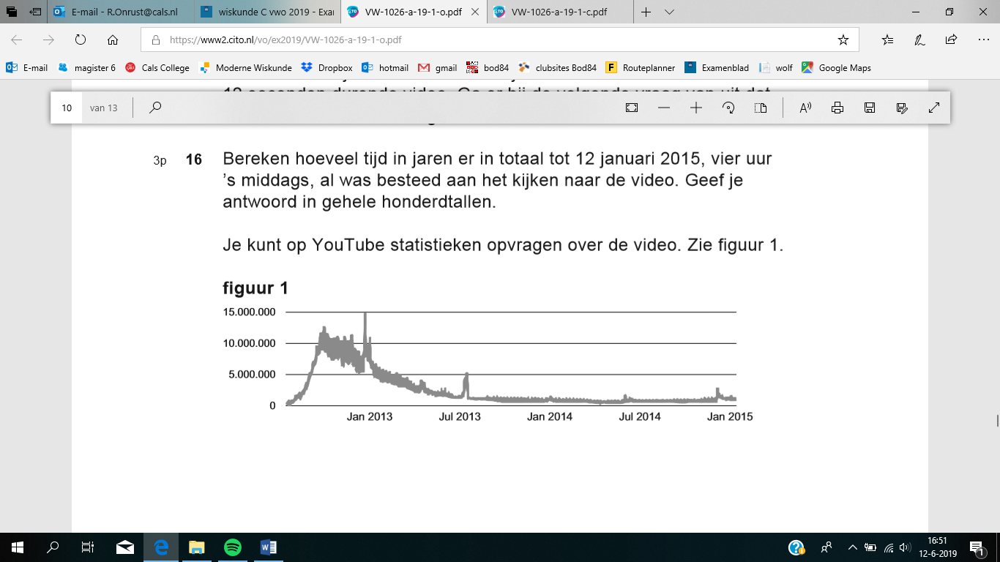 E-mail - R.Onrust@cals.nl
wiskunde C vwo 2019 - Exar
VW-1026-a-19-1-o.pdf
VW-1026-a-19-1-c.pdf
https://www2.cito.nl/vo/ex2019/VW-1026-a-19-1-o.pdf
E-mail
magister 6
Cals College
Moderne Wiskunde
Dropbox
hotmail
gmail
bod84
clubsites Bod84
Routeplanner
Examenblad
wolf
Google Maps
10 van 13
3p 16 Bereken hoeveel tijd in jaren er in totaal tot 12 januari 2015, vier uur
’s middags, al was besteed aan het kijken naar de video. Geef je
antwoord in gehele honderdtallen.
Je kunt op YouTube statistieken opvragen over de video. Zie figuur 1.
figuur 1
15.000.000
10.000.000
5.000.000
0
Jan 2013
Jul 2013
Jan 2014
Jul 2014
Jan 2015
16:51
12-6-2019
1